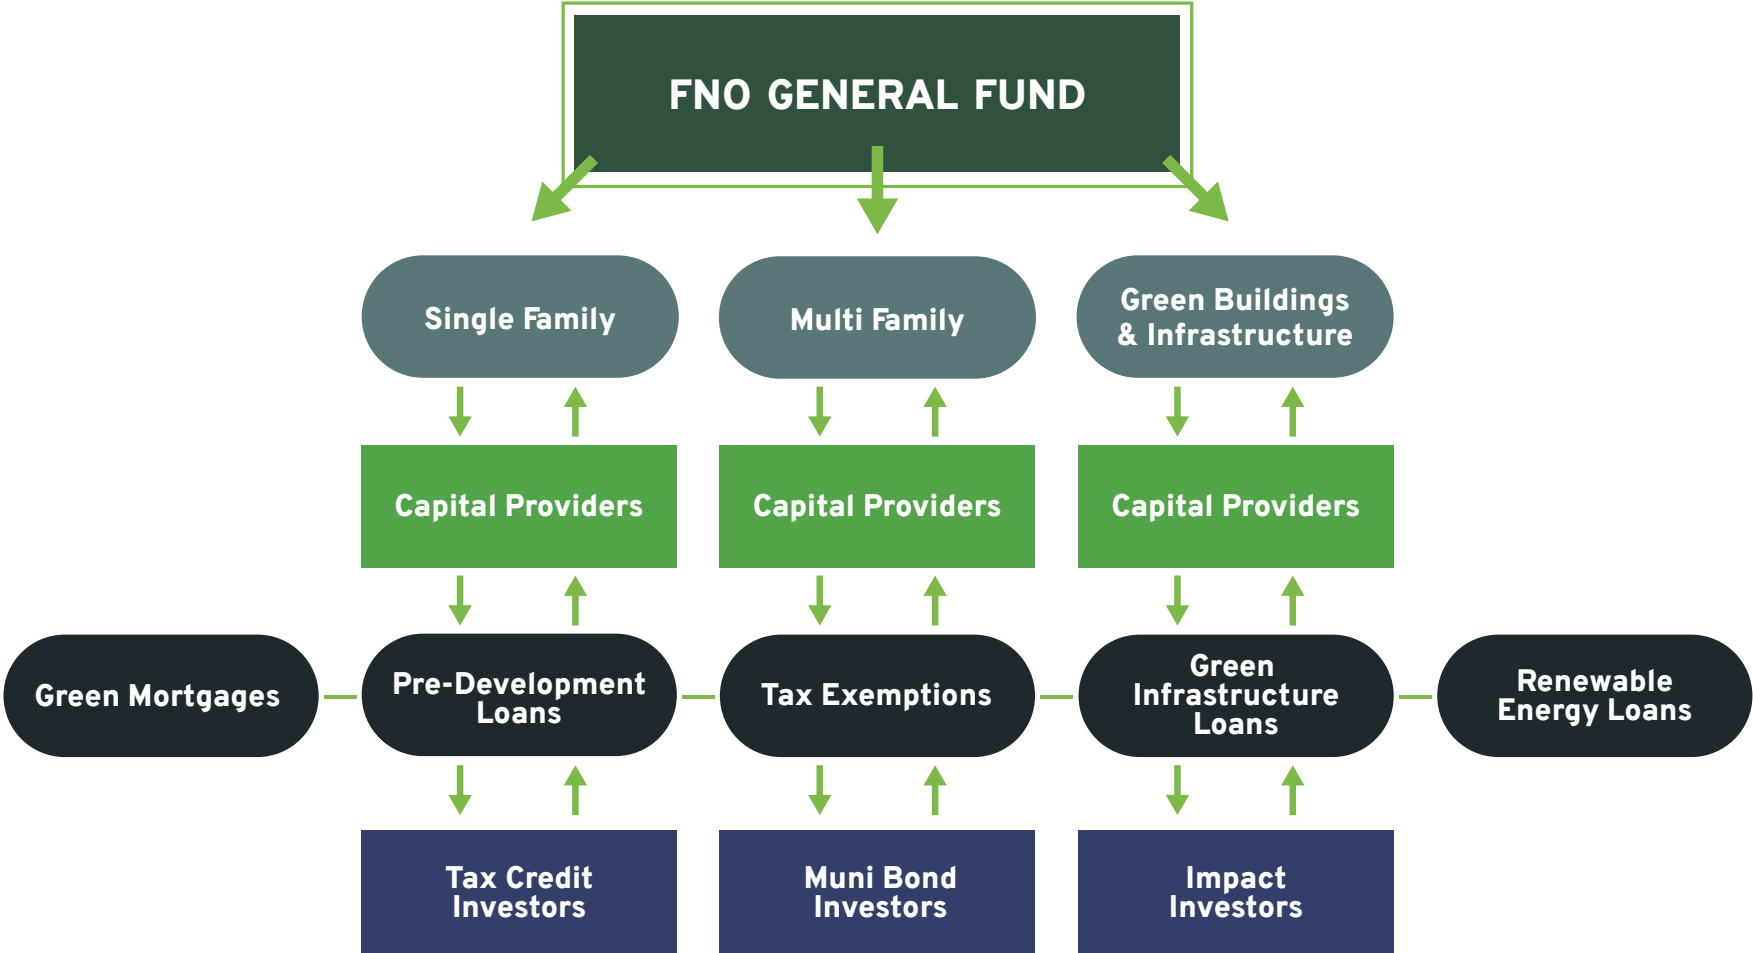 FNO GENERAL FUND
Single Family
Multi Family
Green Buildings
& Infrastructure
Capital Providers
Capital Providers
Capital Providers
Green Mortgages
Pre-Development
Loans
Tax Exemptions
Green
Infrastructure
Loans
Renewable
Energy Loans
Tax Credit
Investors
Muni Bond
Investors
Impact
Investors